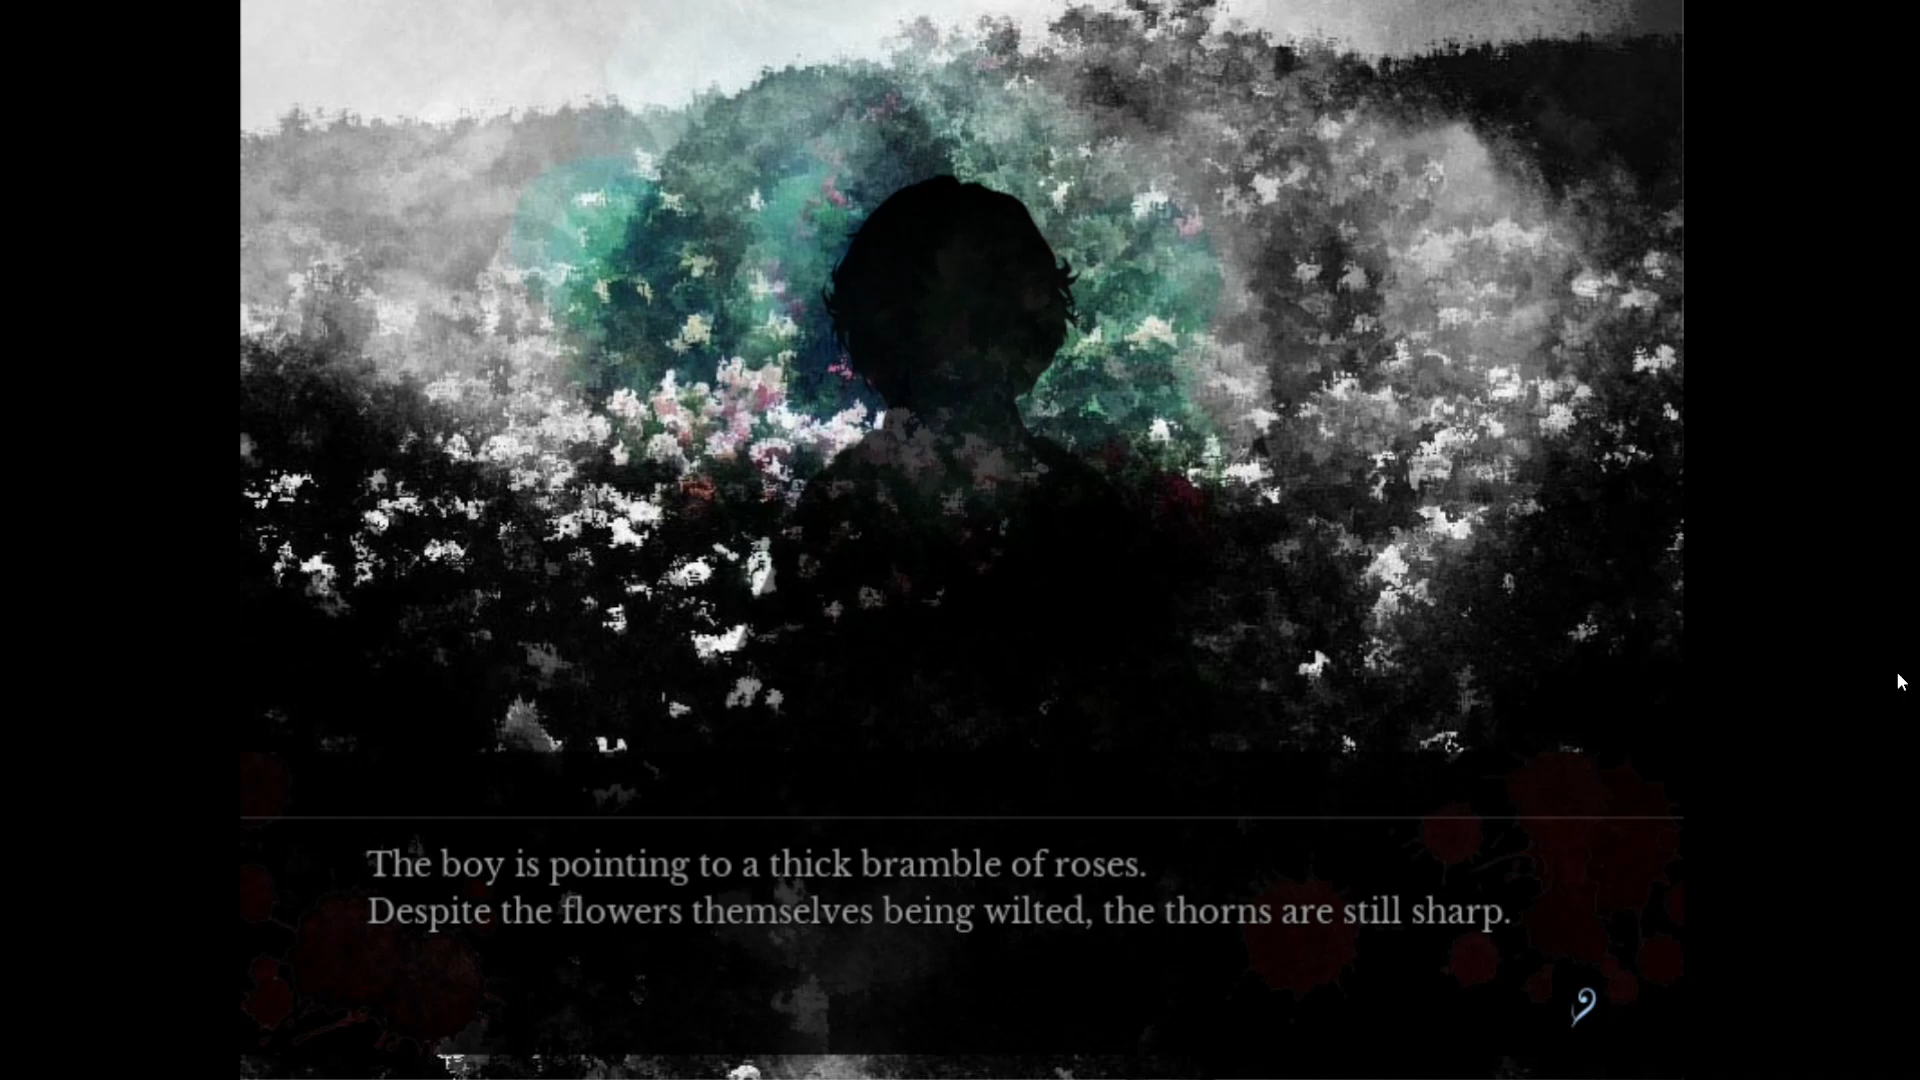 The boy is pointing to a thick bramble of roses.
Despite the flowers themselves being wilted, the thorns are still sharp.